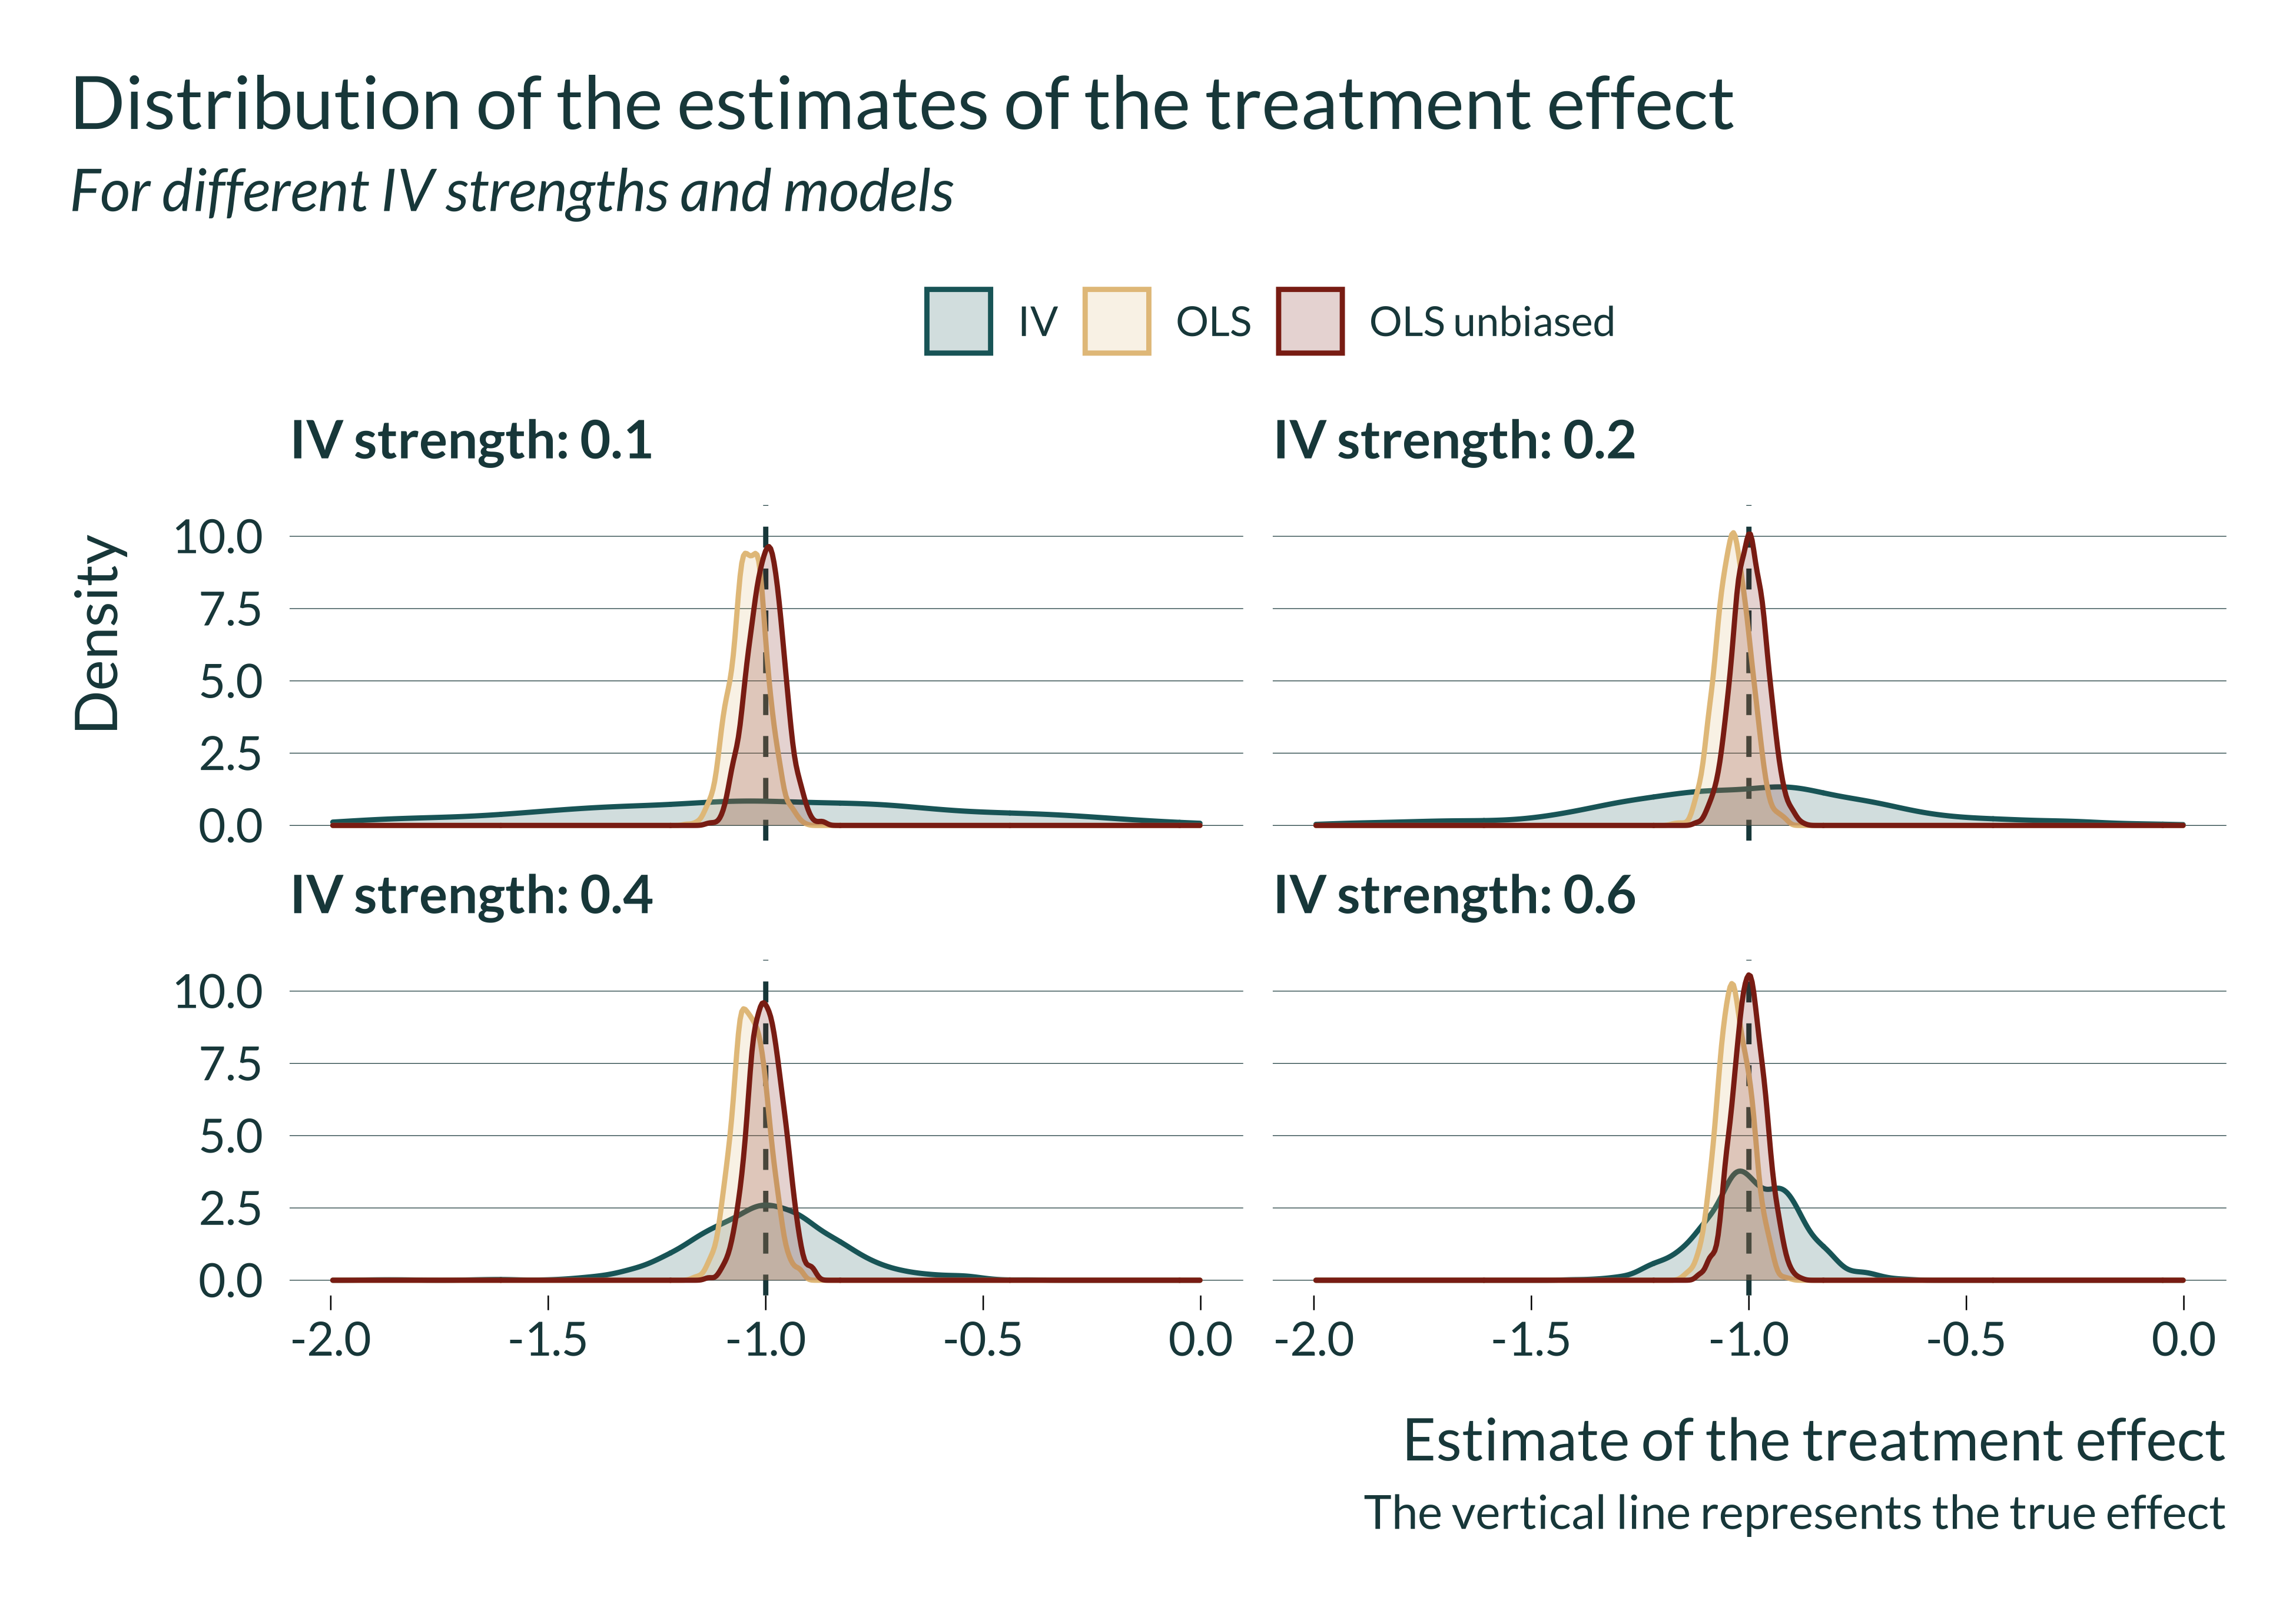 Distribution of the estimates of the treatment effect
For different IV strengths and models
IV OLS OLS unbiased
IV strength: 0.1 IV strength: 0.2
Density
10.0
7.5
5.0
2.5
0.0
IV strength: 0.4 IV strength: 0.6
10.0
7.5
5.0
2.5
0.0
-2.0 -1.5 -1.0 -0.5 0.0 -2.0 -1.5 -1.0 -0.5 0.0
Estimate of the treatment effect
The vertical line represents the true effect